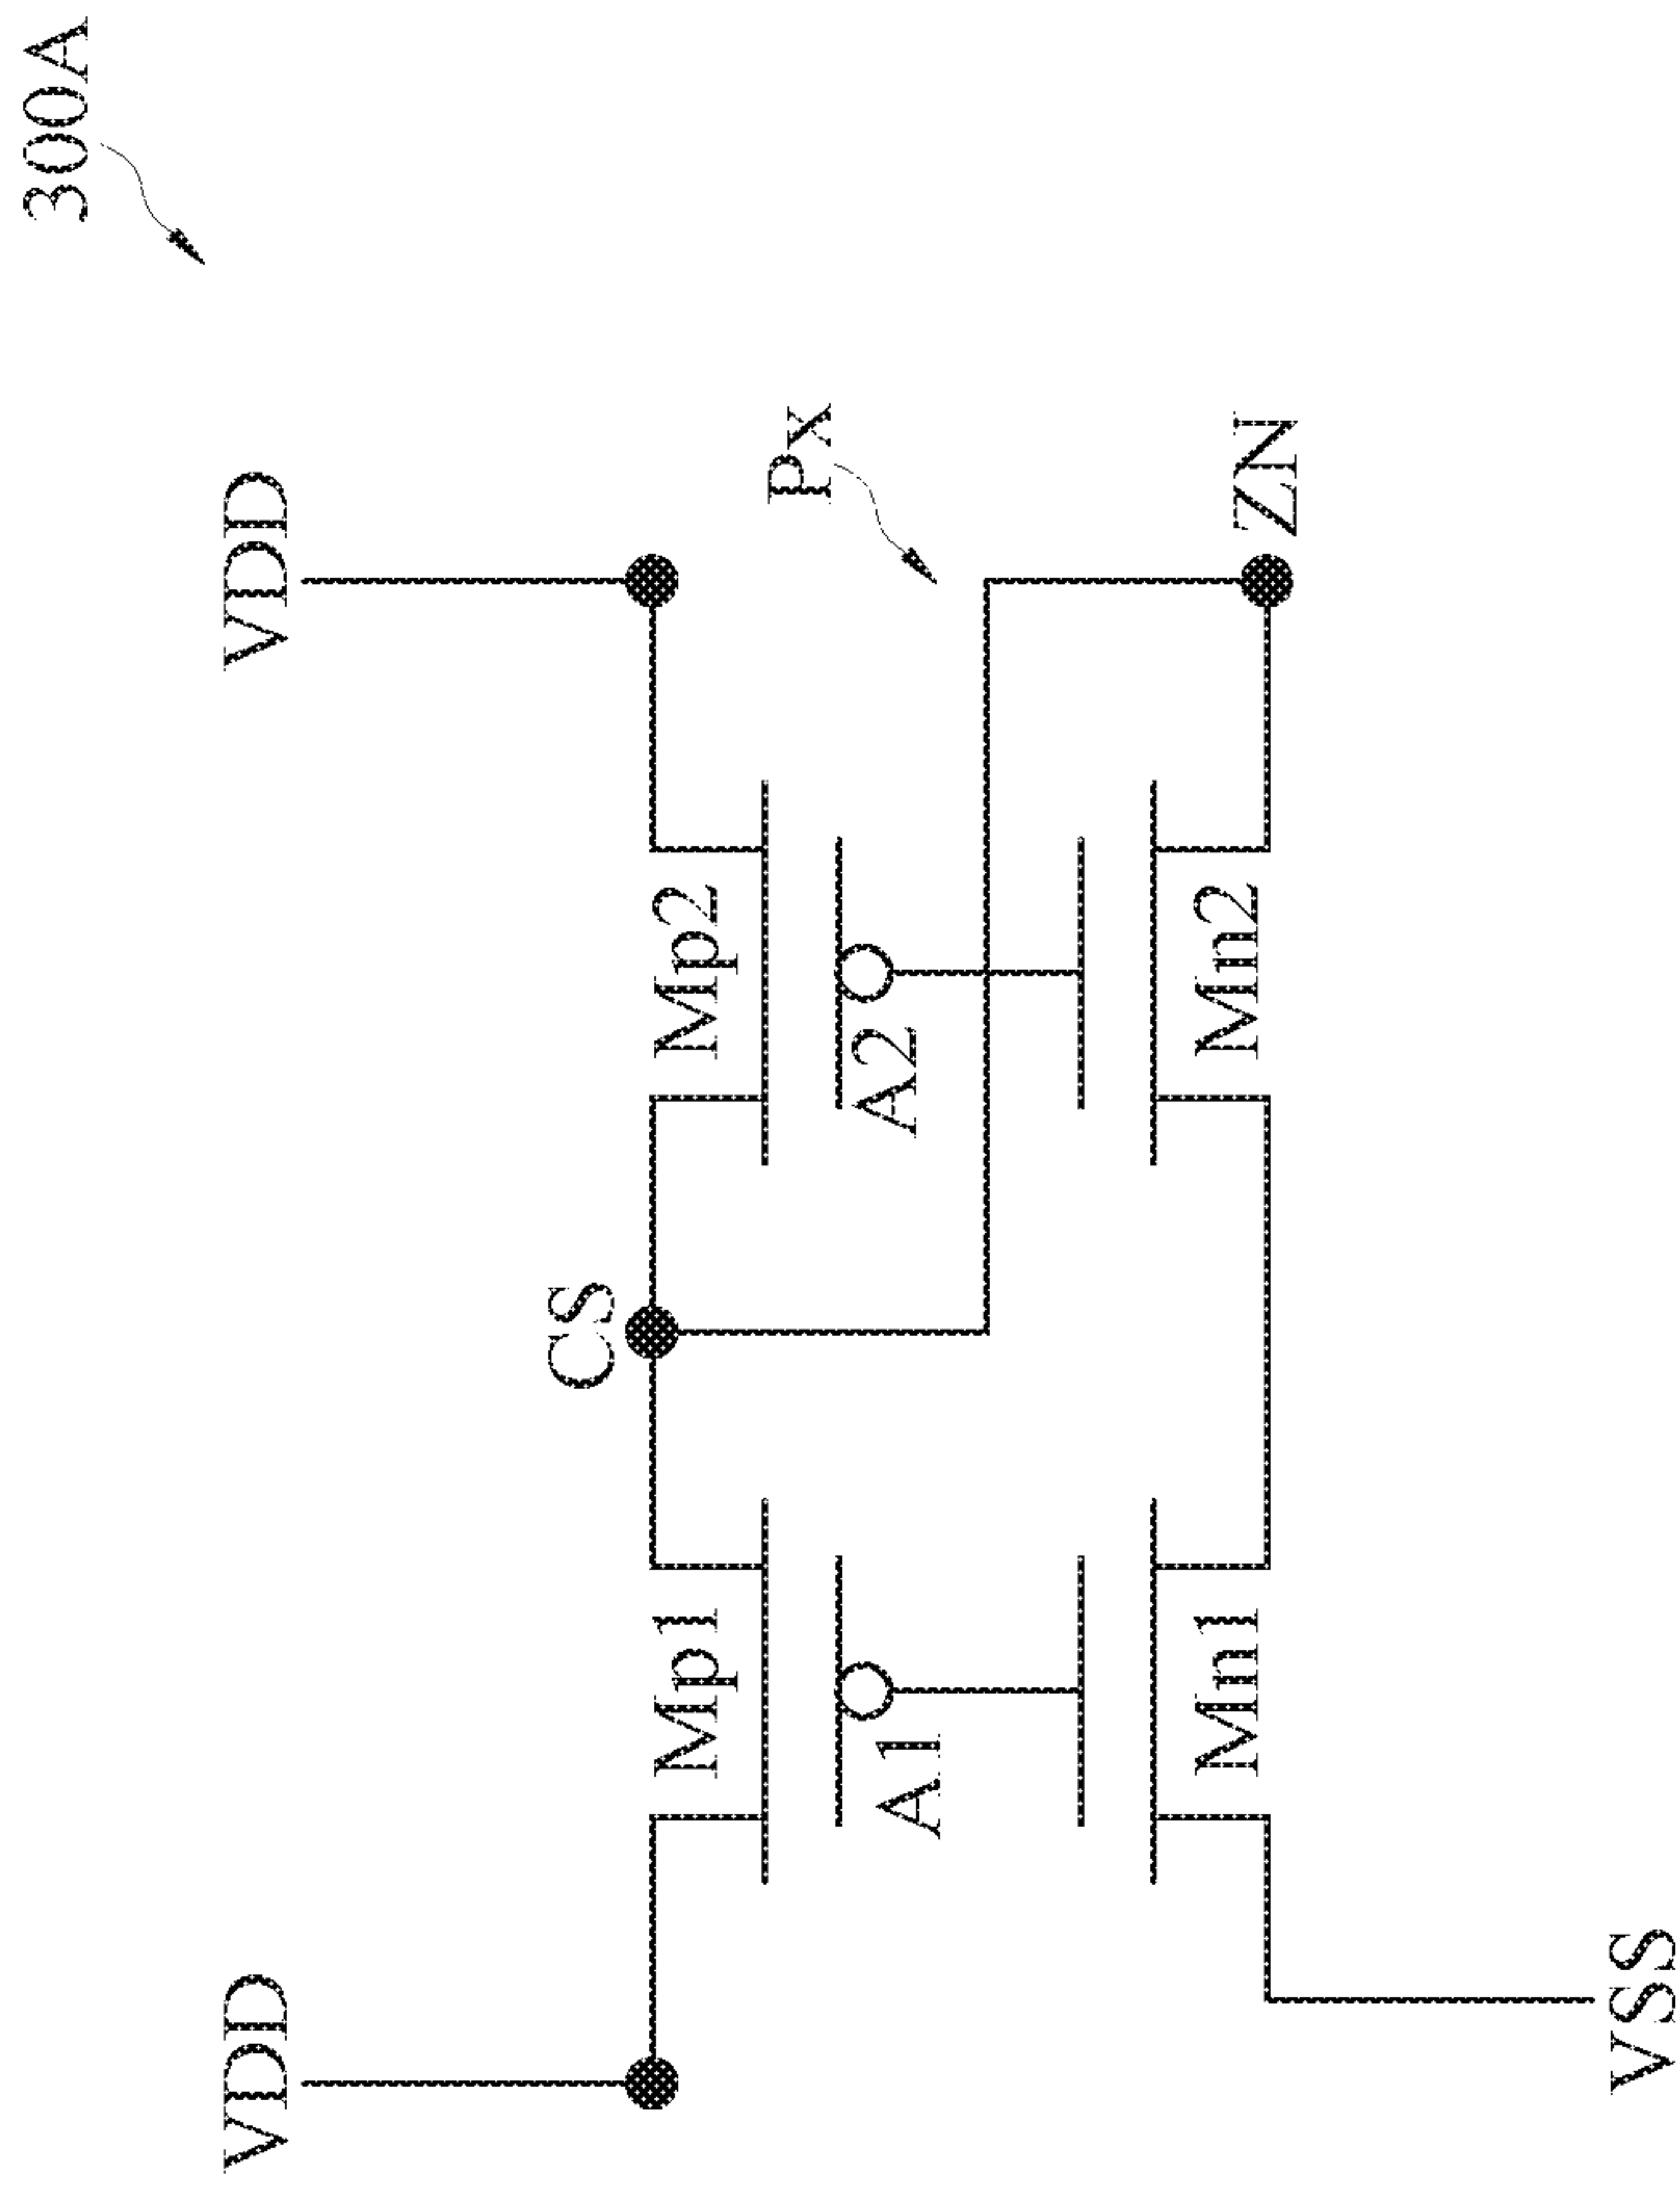 300A
VDD
VDD
CS
Mp1
Mp2
Px
A1
A2
Mn1
Mn2
ZN
VSS